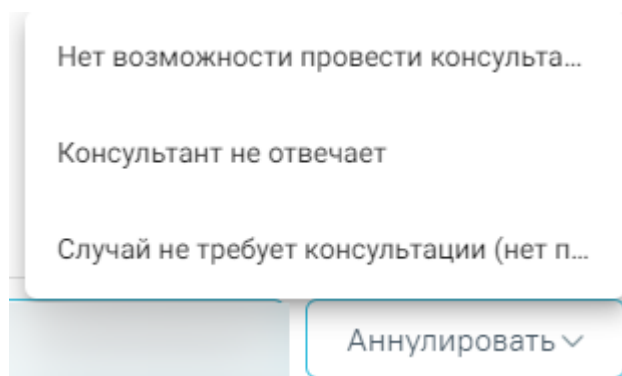 Нет возможности провести консульта...
Консультант не отвечает
Случай не требует консультации (нет п...
Аннулировать